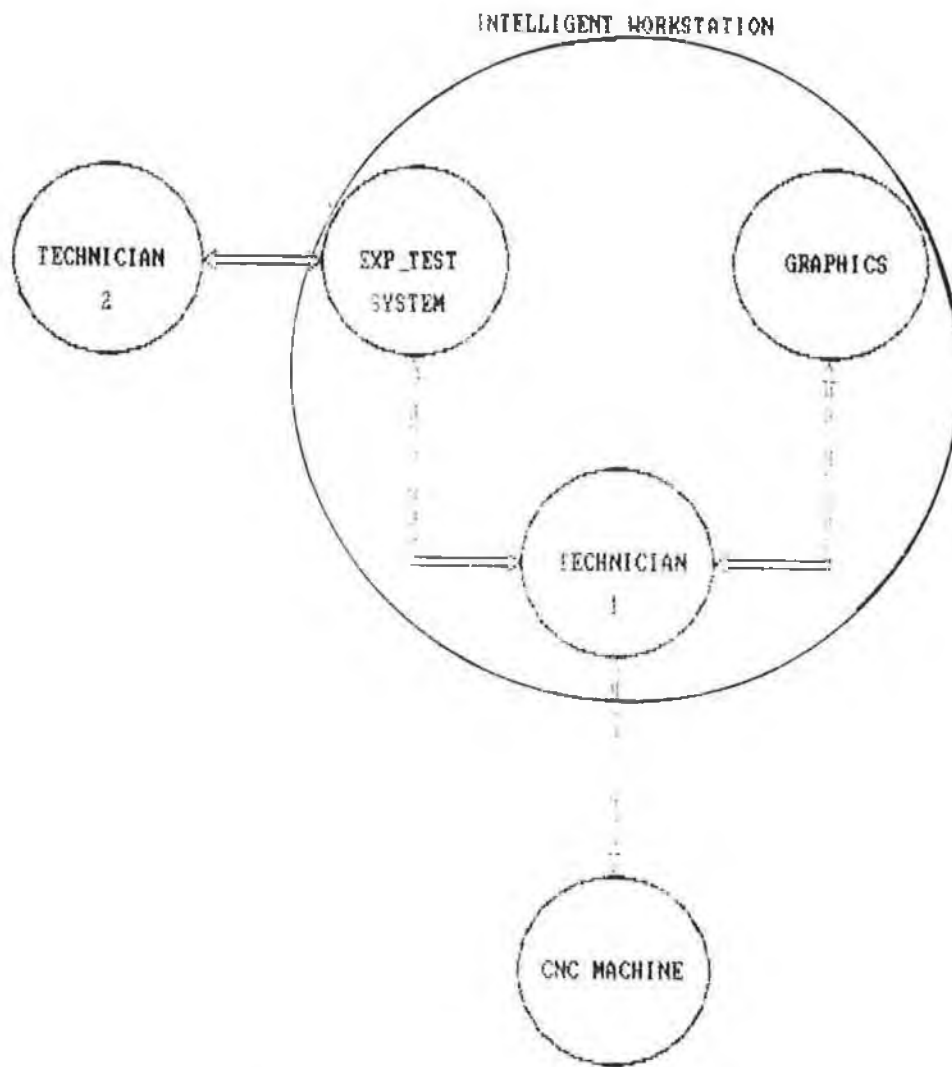 INTELLIGENT WORKSTATION
TECHNICIAN
2
EXP_TEST
SYSTEM
GRAPHICS
TECHNICIAN
1
CNC MACHINE